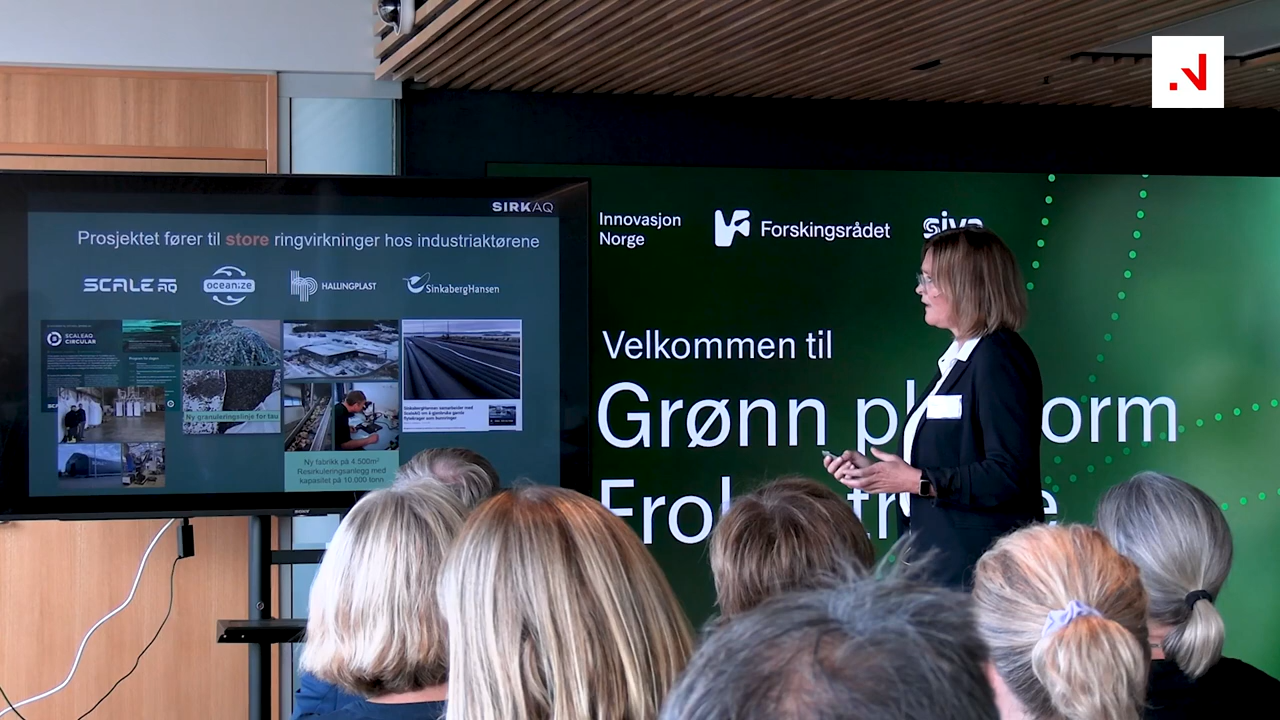 SIRKAQ
Prosjektet fører til store ringvirkninger hos industriaktørene
SCALE AQ
oceanize
HALLINGPLAST
SinkabergHansen
SCALEAQ
CIRCULAR
Ny granuleringslinje for tau
Ny fabrikk på 4.500m²
Resirkuleringsanlegg med
kapasitet på 10.000 tonn
Innovasjon
Norge
Forskingsrådet
siva
Velkommen til
Grønn pl orm
Fro